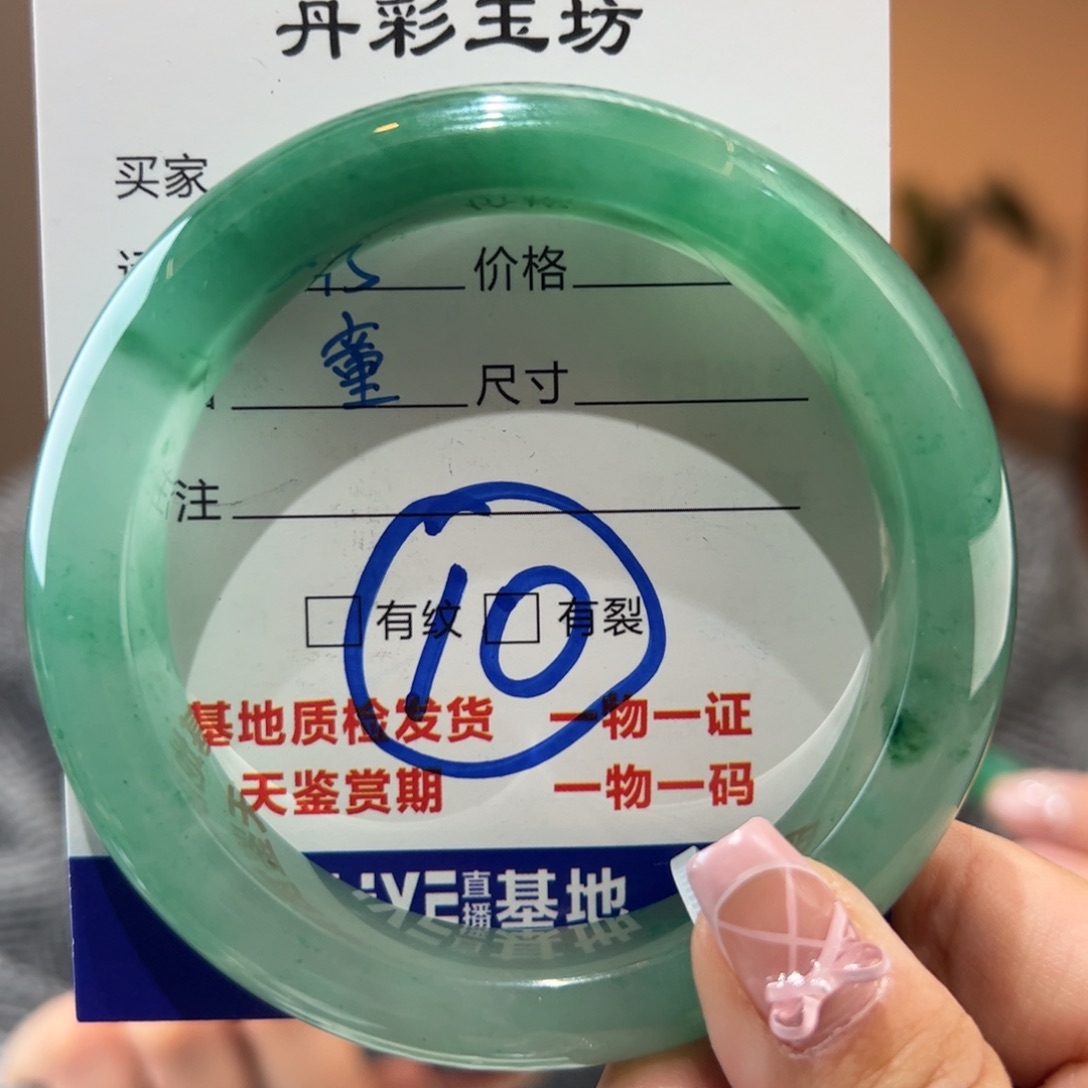 丹彩玉坊
买家
价格
童 尺寸
注
10
有纹 有裂
基地质检发货 一物一证
天鉴赏期 一物一码
直播基地